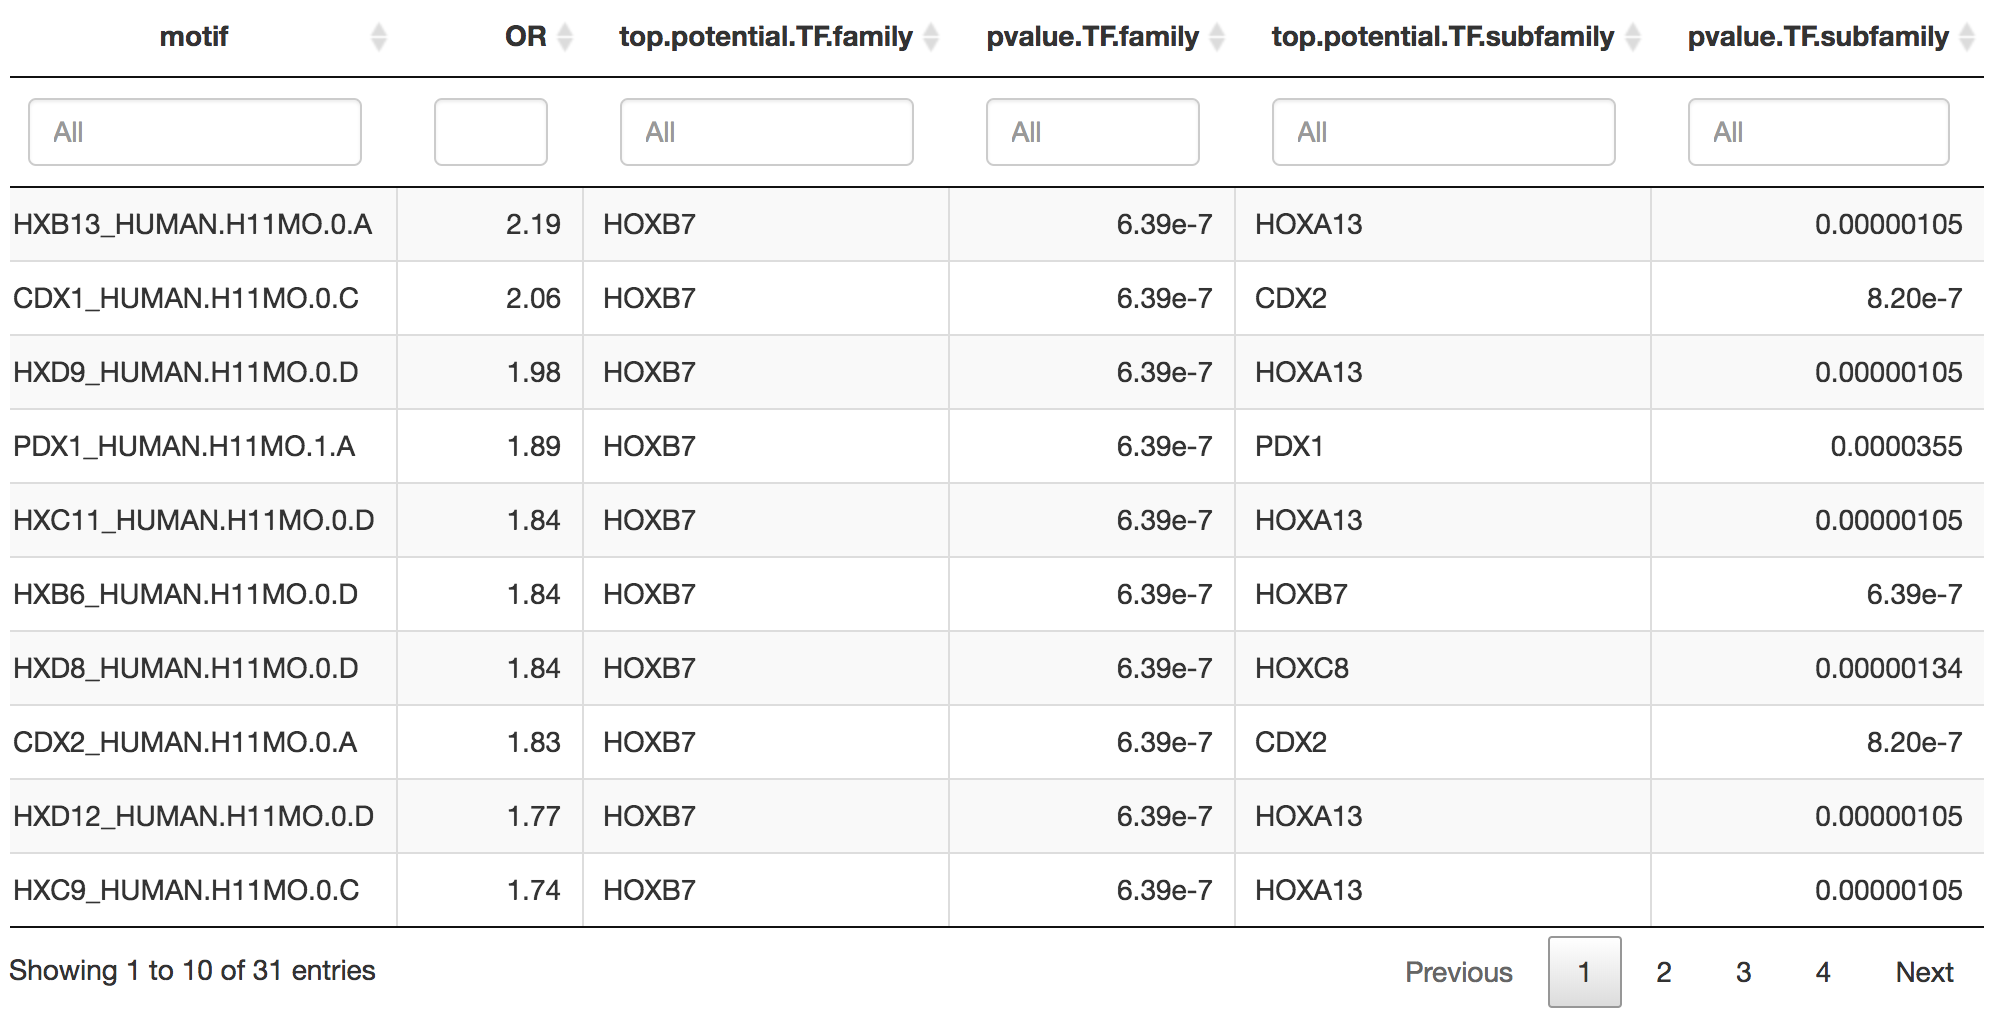 motif OR top.potential.TF.family pvalue.TF.family top.potential.TF.subfamily pvalue.TF.subfamily
All All All All All
HXB13_HUMAN.H11MO.0.A 2.19 HOXB7 6.39e-7 HOXA13 0.00000105
CDX1_HUMAN.H11MO.0.C 2.06 HOXB7 6.39e-7 CDX2 8.20e-7
HXD9_HUMAN.H11MO.0.D 1.98 HOXB7 6.39e-7 HOXA13 0.00000105
PDX1_HUMAN.H11MO.1.A 1.89 HOXB7 6.39e-7 PDX1 0.0000355
HXC11_HUMAN.H11MO.0.D 1.84 HOXB7 6.39e-7 HOXA13 0.00000105
HXB6_HUMAN.H11MO.0.D 1.84 HOXB7 6.39e-7 HOXB7 6.39e-7
HXD8_HUMAN.H11MO.0.D 1.84 HOXB7 6.39e-7 HOXC8 0.00000134
CDX2_HUMAN.H11MO.0.A 1.83 HOXB7 6.39e-7 CDX2 8.20e-7
HXD12_HUMAN.H11MO.0.D 1.77 HOXB7 6.39e-7 HOXA13 0.00000105
HXC9_HUMAN.H11MO.0.C 1.74 HOXB7 6.39e-7 HOXA13 0.00000105
Showing 1 to 10 of 31 entries Previous 1 2 3 4 Next